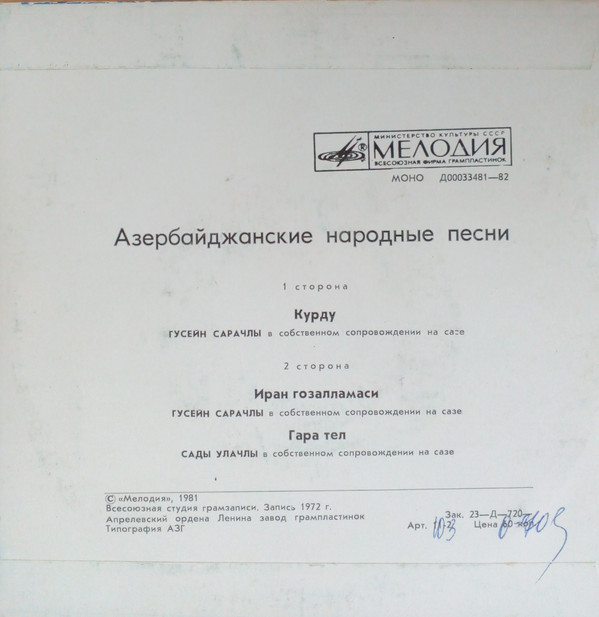 МИНИСТЕРСТВО КУЛЬТУРЫ СССР
® МЕЛОДИЯ
ВСЕСОЮЗНАЯ ФИРМА ГРАМПЛАСТИНОК
МОНО Д00033481—82
Азербайджанские народные песни
1 сторона
Курду
ГУСЕЙН САРАЧЛЫ в собственном сопровождении на сазе
2 сторона
Иран гозалламаси
ГУСЕЙН САРАЧЛЫ в собственном сопровождении на сазе
Гара тел
САДЫ УЛАЧЛЫ в собственном сопровождении на сазе
© «Мелодия», 1981
Всесоюзная студия грамзаписи. Запись 1972 г.
Апрелевский ордена Ленина завод грампластинок
Типография АЗГ
Зак. 23—Д—720—
Арт. Цена 60 коп.